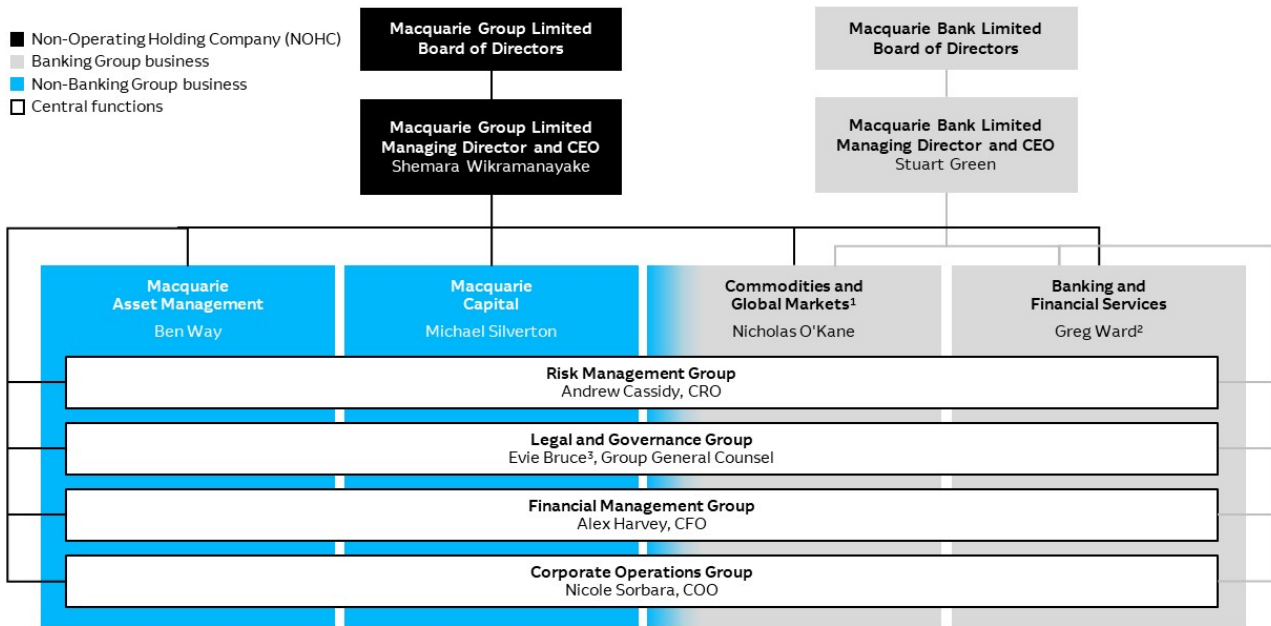 Non-Operating Holding Company (NOHC)
Banking Group business
Non-Banking Group business
Central functions
Macquarie Group Limited
Board of Directors
Macquarie Bank Limited
Board of Directors
Macquarie Group Limited
Managing Director and CEO
Shemara Wikramanayake
Macquarie Bank Limited
Managing Director and CEO
Stuart Green
Macquarie
Asset Management
Ben Way
Macquarie
Capital
Michael Silverton
Commodities and
Global Markets¹
Nicholas O'Kane
Banking and
Financial Services
Greg Ward²
Risk Management Group
Andrew Cassidy, CRO
Legal and Governance Group
Evie Bruce³, Group General Counsel
Financial Management Group
Alex Harvey, CFO
Corporate Operations Group
Nicole Sorbara, COO